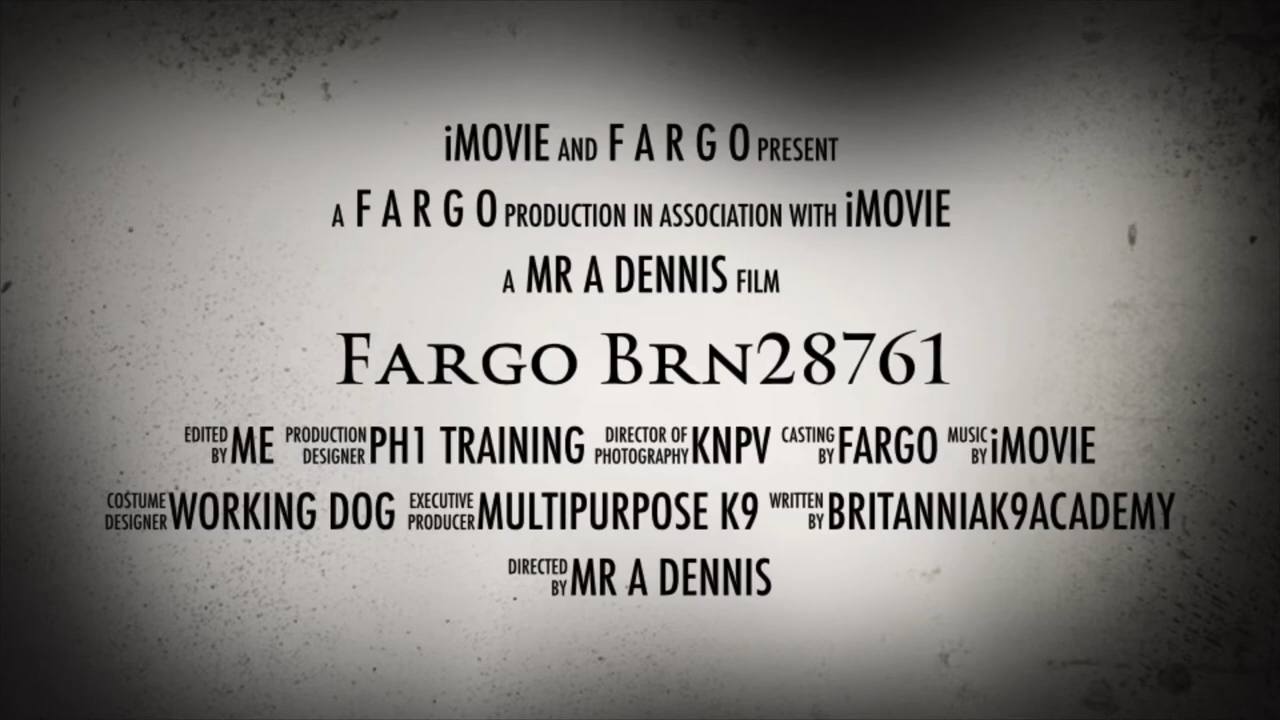 iMOVIE AND F A R G O PRESENT
A F A R G O PRODUCTION IN ASSOCIATION WITH iMOVIE
A MR A DENNIS FILM
FARGO BRN28761
EDITED BY ME PRODUCTION DESIGNER PH1 TRAINING DIRECTOR OF PHOTOGRAPHY KNPV CASTING BY FARGO MUSIC BY iMOVIE
COSTUME DESIGNER WORKING DOG EXECUTIVE PRODUCER MULTIPURPOSE K9 WRITTEN BY BRITANNIAK9ACADEMY
DIRECTED BY MR A DENNIS